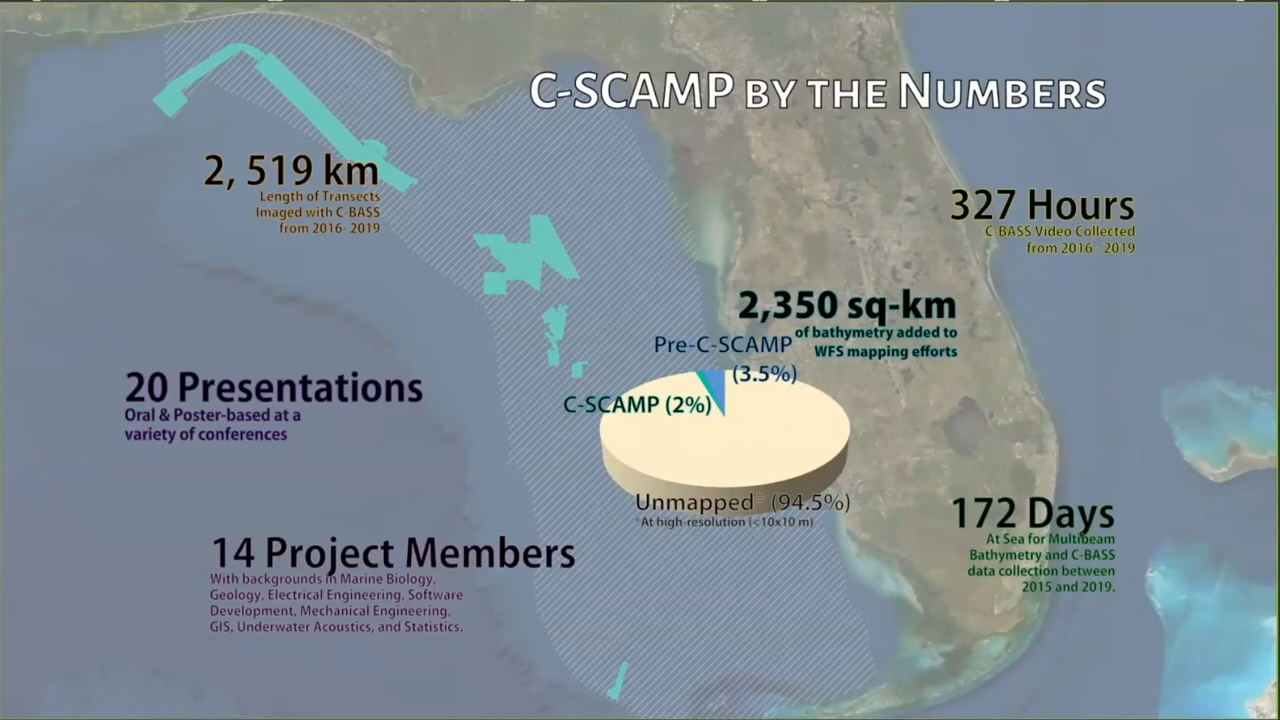 C-SCAMP BY THE NUMBERS
2, 519 km
Length of Transects
Imaged with C-BASS
from 2016- 2019
327 Hours
C-BASS Video Collected
from 2016 - 2019
2,350 sq-km
of bathymetry added to
WFS mapping efforts
Pre-C-SCAMP
(3.5%)
C-SCAMP (2%)
20 Presentations
Oral & Poster-based at a
variety of conferences
Unmapped* (94.5%)
*At high-resolution (<10x10 m)
172 Days
At Sea for Multibeam
Bathymetry and C-BASS
data collection between
2015 and 2019.
14 Project Members
With backgrounds in Marine Biology,
Geology, Electrical Engineering, Software
Development, Mechanical Engineering,
GIS, Underwater Acoustics, and Statistics.